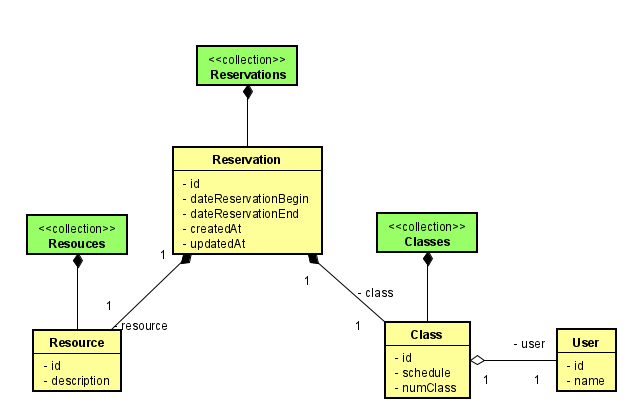 <<collection>>
Reservations
Reservation
- id
- dateReservationBegin
- dateReservationEnd
- createdAt
- updatedAt
<<collection>>
Resouces
<<collection>>
Classes
1
1
1
- class
1
- resource
Resource
- id
- description
Class
- id
- schedule
- numClass
- user
1
1
User
- id
- name